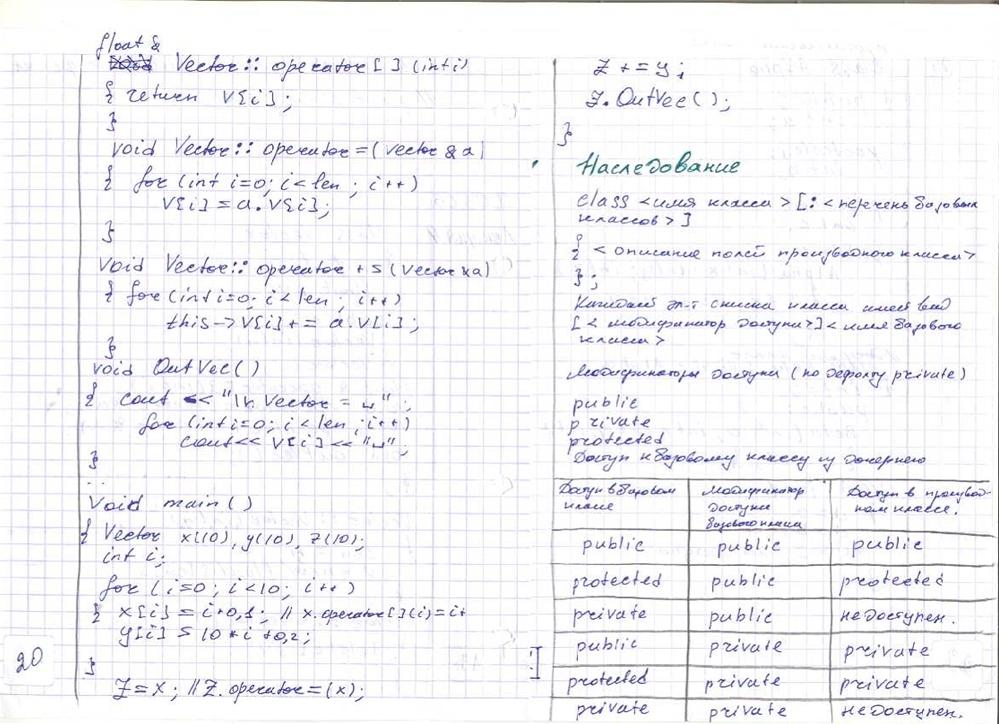 float &
Vector:: operator[ ] (int i)
{ return V[i];
}
void Vector:: operator=(vector & a)
{ for (int i=0; i<len ; i++)
V[i] = a.V[i];
}
void Vector:: operator += (vector & a)
{ for (int i=0; i<len ; i++)
this->V[i] += a.V[i];
}
void OutVec()
{ cout << "\n Vector = ␣";
for (int i=0; i<len ; i++)
cout<< V[i] << "␣";
}
..
Void main()
{ Vector x(10), y(10), z(10);
int i;
for (i=0; i<10; i++)
{ x[i] = i+0,1; // x.operator[](i)=i+
y[i] = 10*i+0,2;
}
Z=x; // Z.operator=(x);
20
Z += y;
Z.OutVec();
}
Наследование
class <имя класса> [: <перечень базовых
классов>]
{ <описание полей производного класса>
};
Каждый эл-т списка класса имеет вид
[<модификатор доступа>] <имя базового
класса>
Модификаторы доступа (по дефолту private)
public
private
protected
Доступ к базовому классу из дочернего
Доступ в базовом классе | Модификатор доступа базового класса | Доступ в производном классе.
public | public | public
protected | public | protected
private | public | не доступен.
public | private | private
protected | private | private
private | private | не доступен.